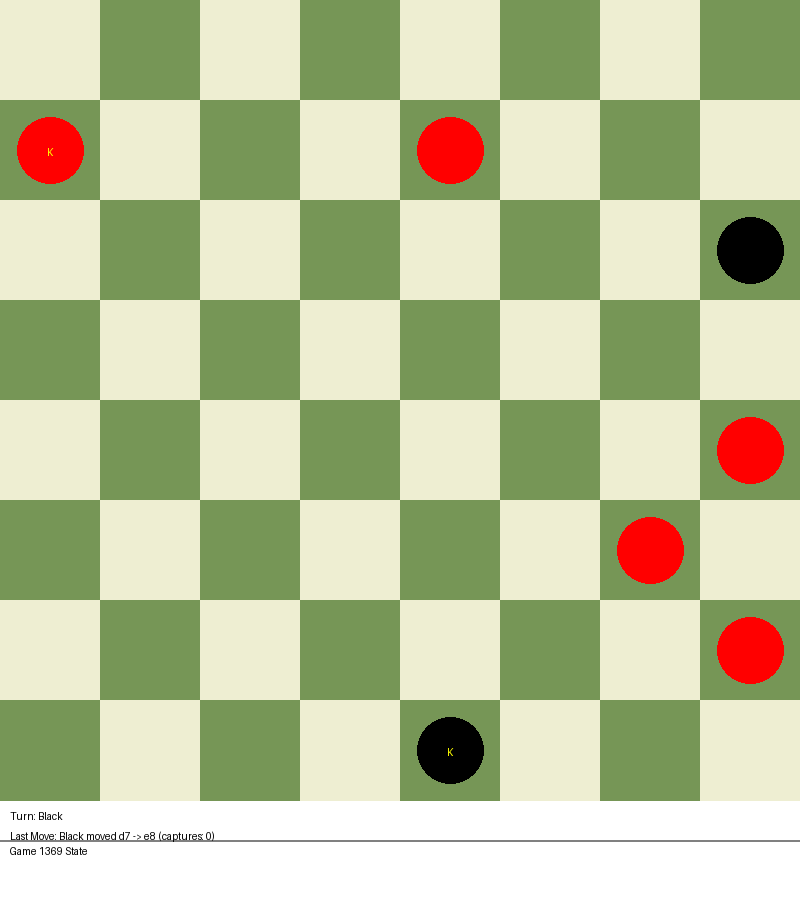 K
K
Turn: Black
Last Move: Black moved d7 -> e8 (captures: 0)
Game 1369 State